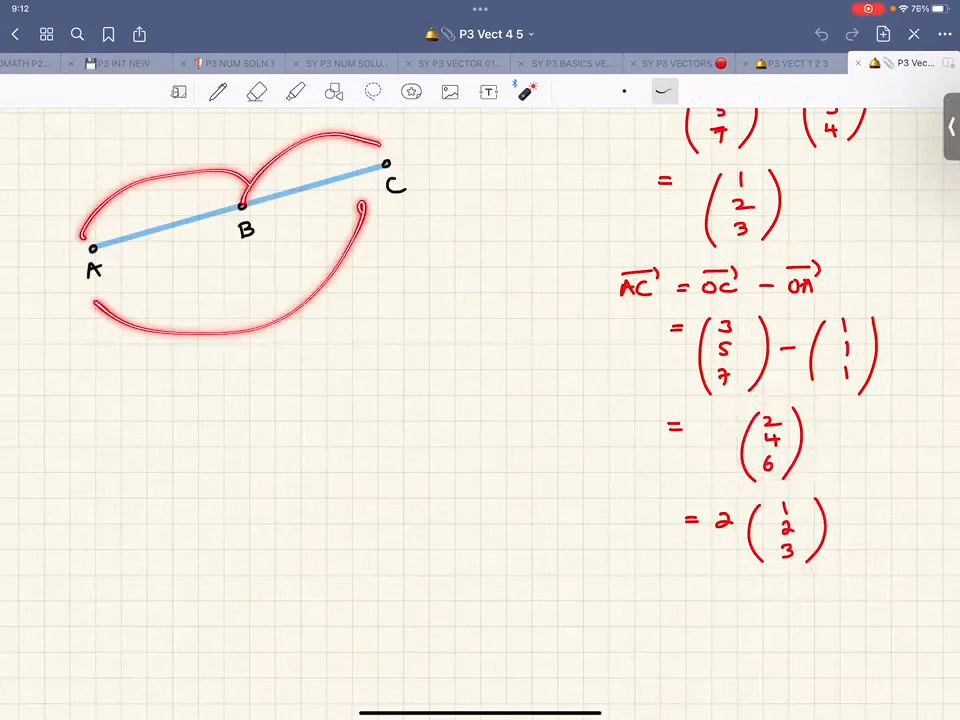 9:12
76%
P3 Vect 4 5
OMATH P2...
P3 INT NEW
P3 NUM SOLN 1
SY P3 NUM SOLU...
SY P3 VECTOR 01...
SY P3 BASICS VE...
SY P3 VECTORS
P3 VECT 1 2 3
P3 Vec...
7 4
= (1
2
3)
AC = OC - OA
= (3 - (1
5 1
7) 1)
= (2
4
6)
= 2 (1
2
3)
C
B
A